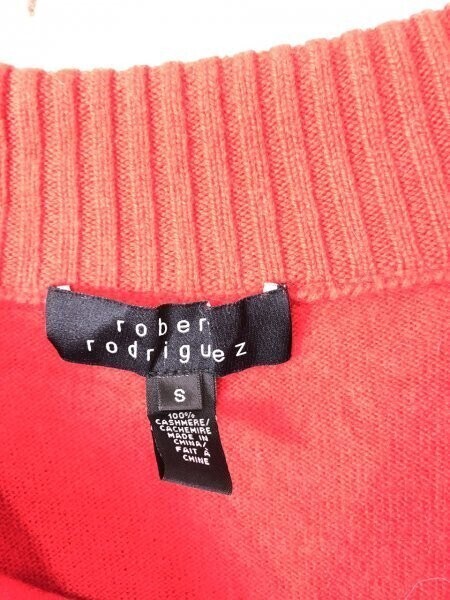 rober
rodriguez
S
100%
CASHMERE/
CACHEMIRE
MADE IN
CHINA/
FAIT À
CHINE